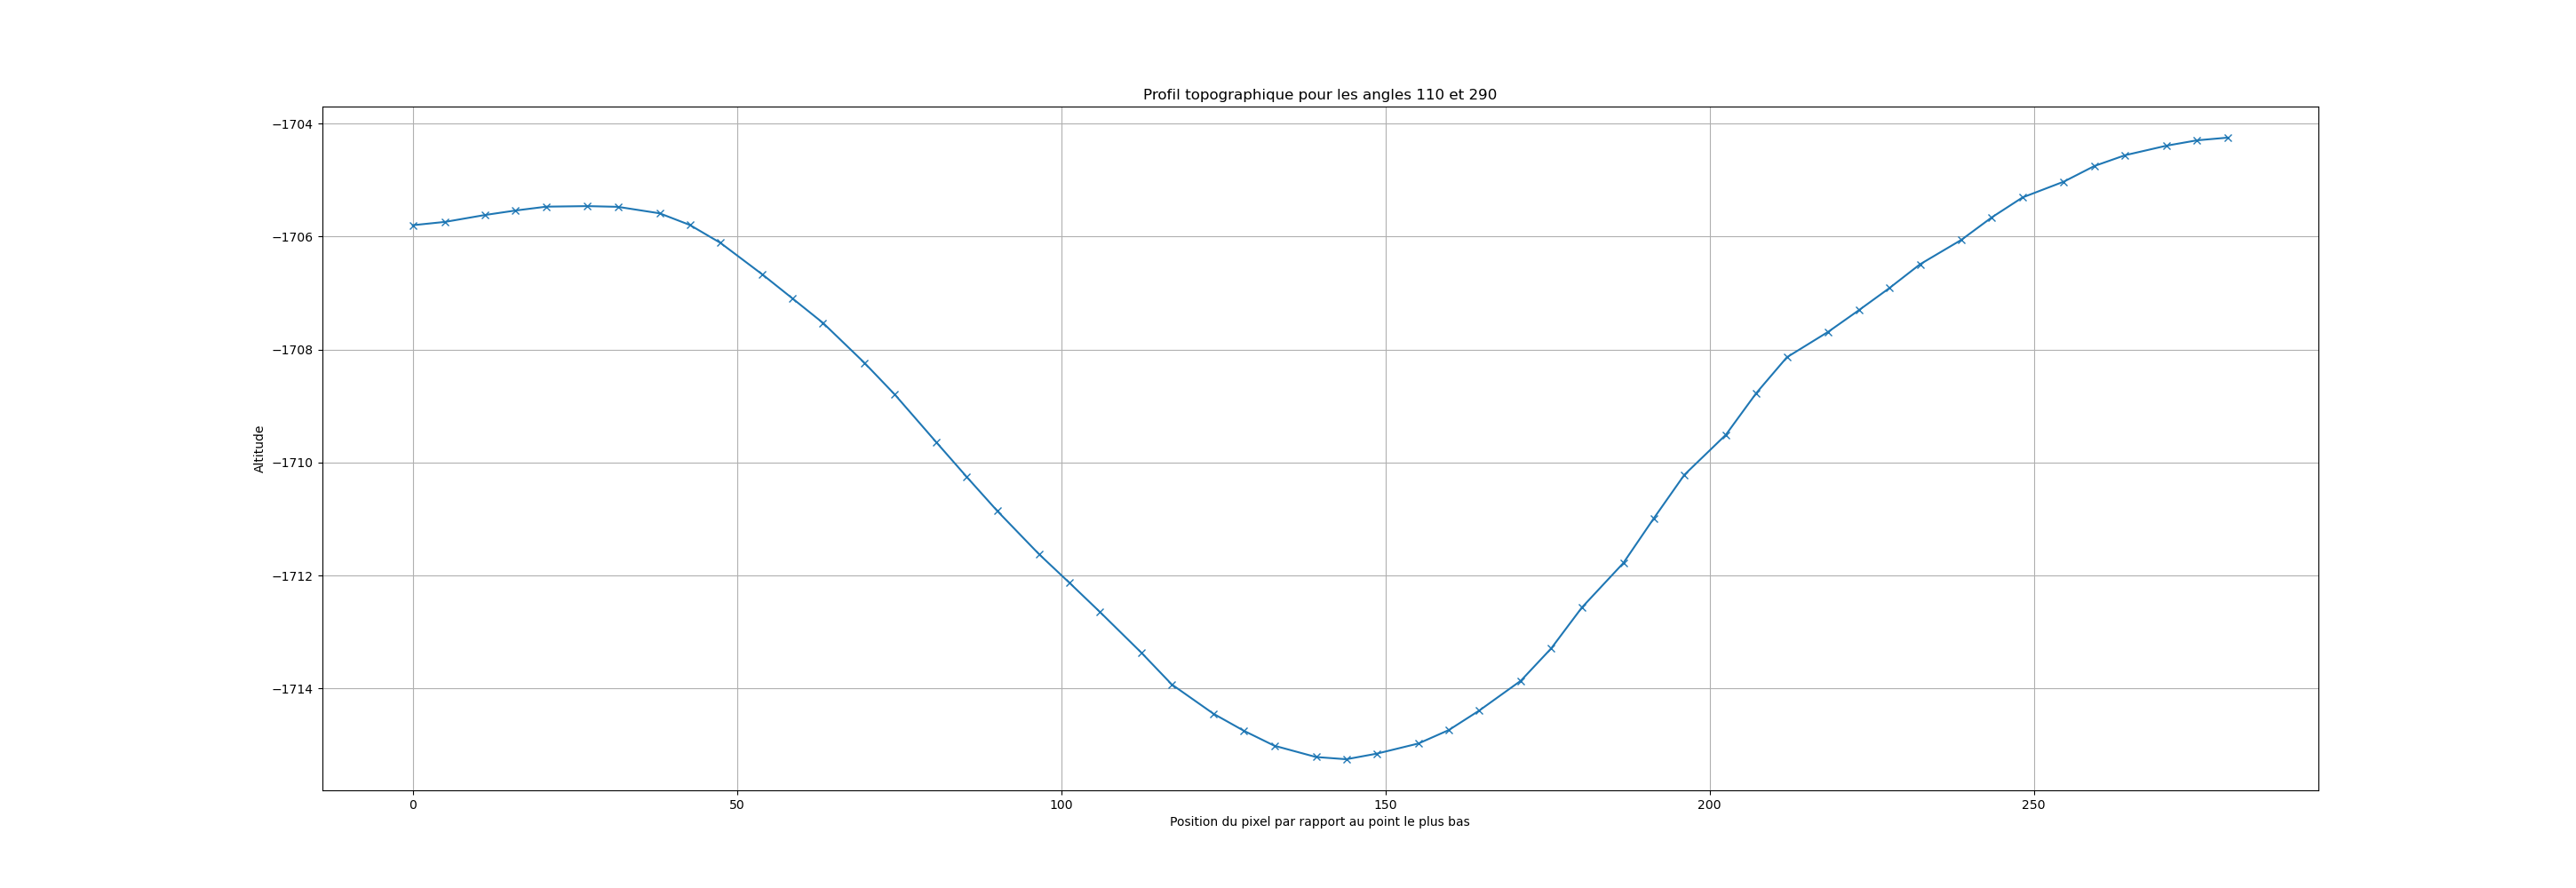 Profil topographique pour les angles 110 et 290
−1704
−1706
−1708
−1710
−1712
−1714
Altitude
0 50 100 150 200 250
Position du pixel par rapport au point le plus bas